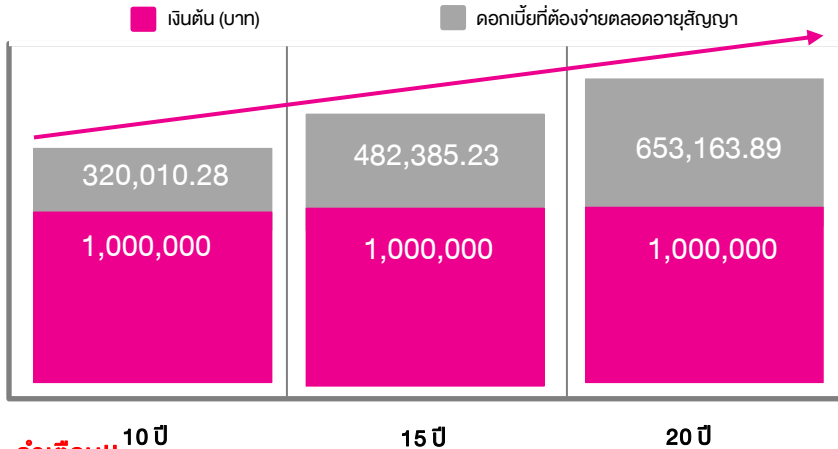 เงินต้น (บาท)
ดอกเบี้ยที่ต้องจ่ายตลอดอายุสัญญา
320,010.28
482,385.23
653,163.89
1,000,000
1,000,000
1,000,000
10 ปี
15 ปี
20 ปี